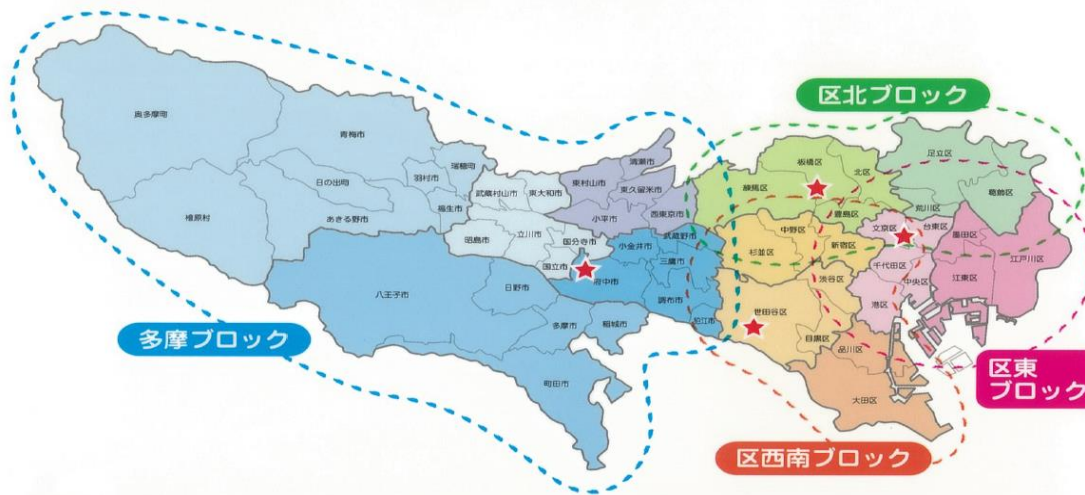 区北ブロック
奥多摩町
青梅市
瑞穂町
羽村市
日の出町
福生市
檜原村
あきる野市
武蔵村山市
東大和市
東村山市
清瀬市
東久留米市
小平市
西東京市
昭島市
立川市
国分寺市
国立市
小金井市
武蔵野市
三鷹市
府中市
調布市
狛江市
八王子市
日野市
多摩市
稲城市
町田市
板橋区
北区
練馬区
豊島区
足立区
葛飾区
荒川区
中野区
杉並区
新宿区
文京区
台東区
墨田区
江戸川区
千代田区
中央区
江東区
渋谷区
港区
世田谷区
目黒区
品川区
大田区
多摩ブロック
区東
ブロック
区西南ブロック